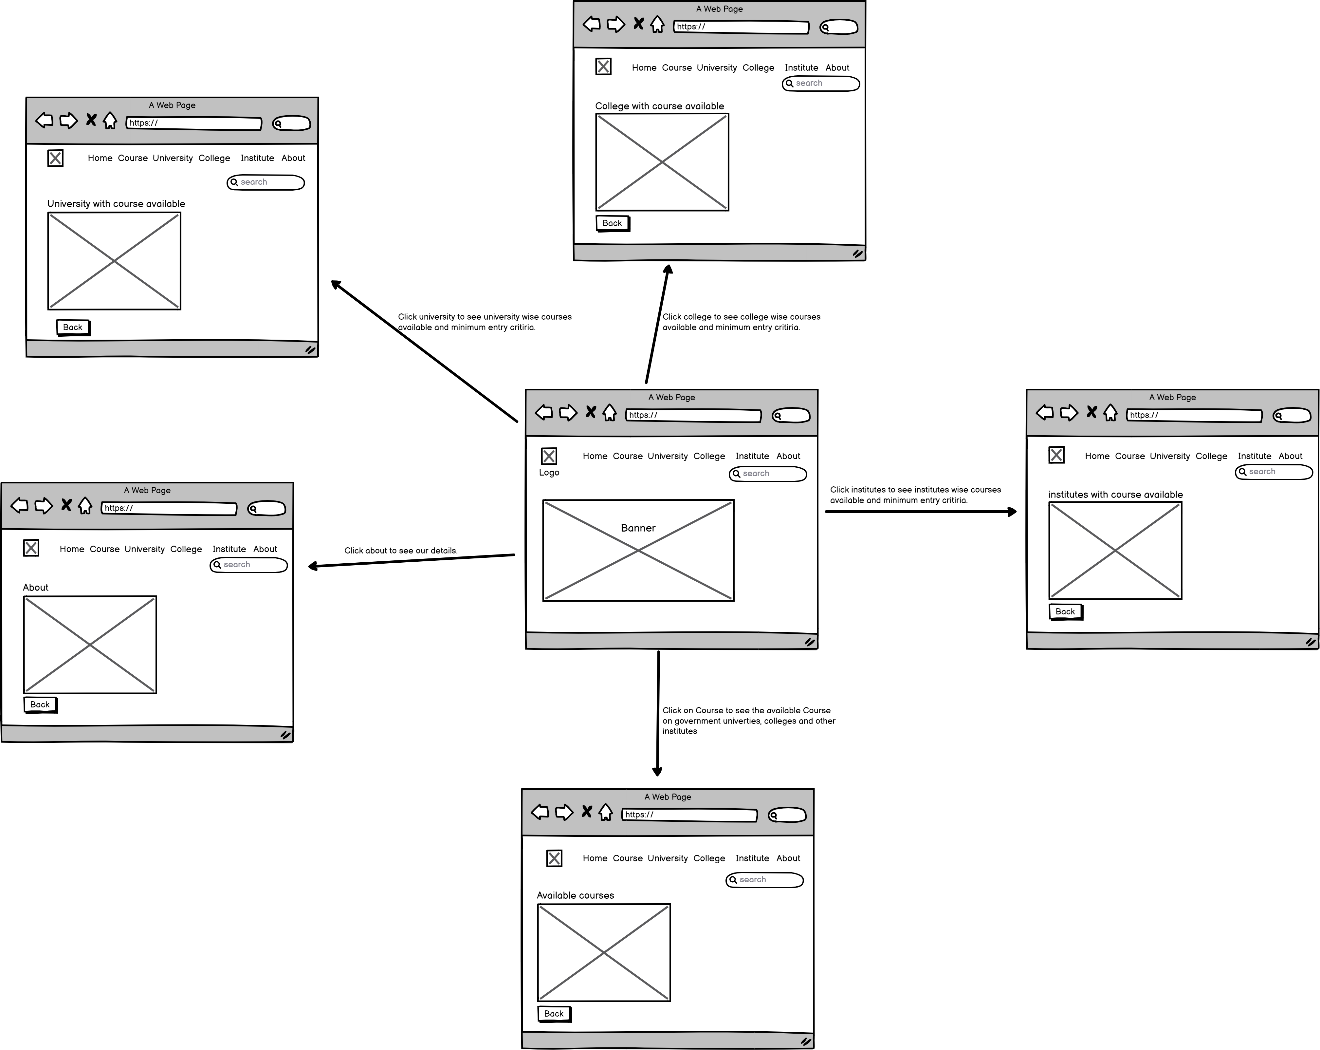 A Web Page
https://
Home Course University College Institute About
search
College with course available
Back
A Web Page
https://
Home Course University College Institute About
search
University with course available
Back
Click university to see university wise courses
available and minimum entry critiria.
Click college to see college wise courses
available and minimum entry critiria.
A Web Page
https://
Logo
Home Course University College Institute About
search
Banner
A Web Page
https://
Home Course University College Institute About
search
institutes with course available
Back
Click institutes to see institutes wise courses
available and minimum entry critiria.
A Web Page
https://
Home Course University College Institute About
search
About
Back
Click about to see our details.
Click on Course to see the available Course
on government univerties, colleges and other
institutes
A Web Page
https://
Home Course University College Institute About
search
Available courses
Back